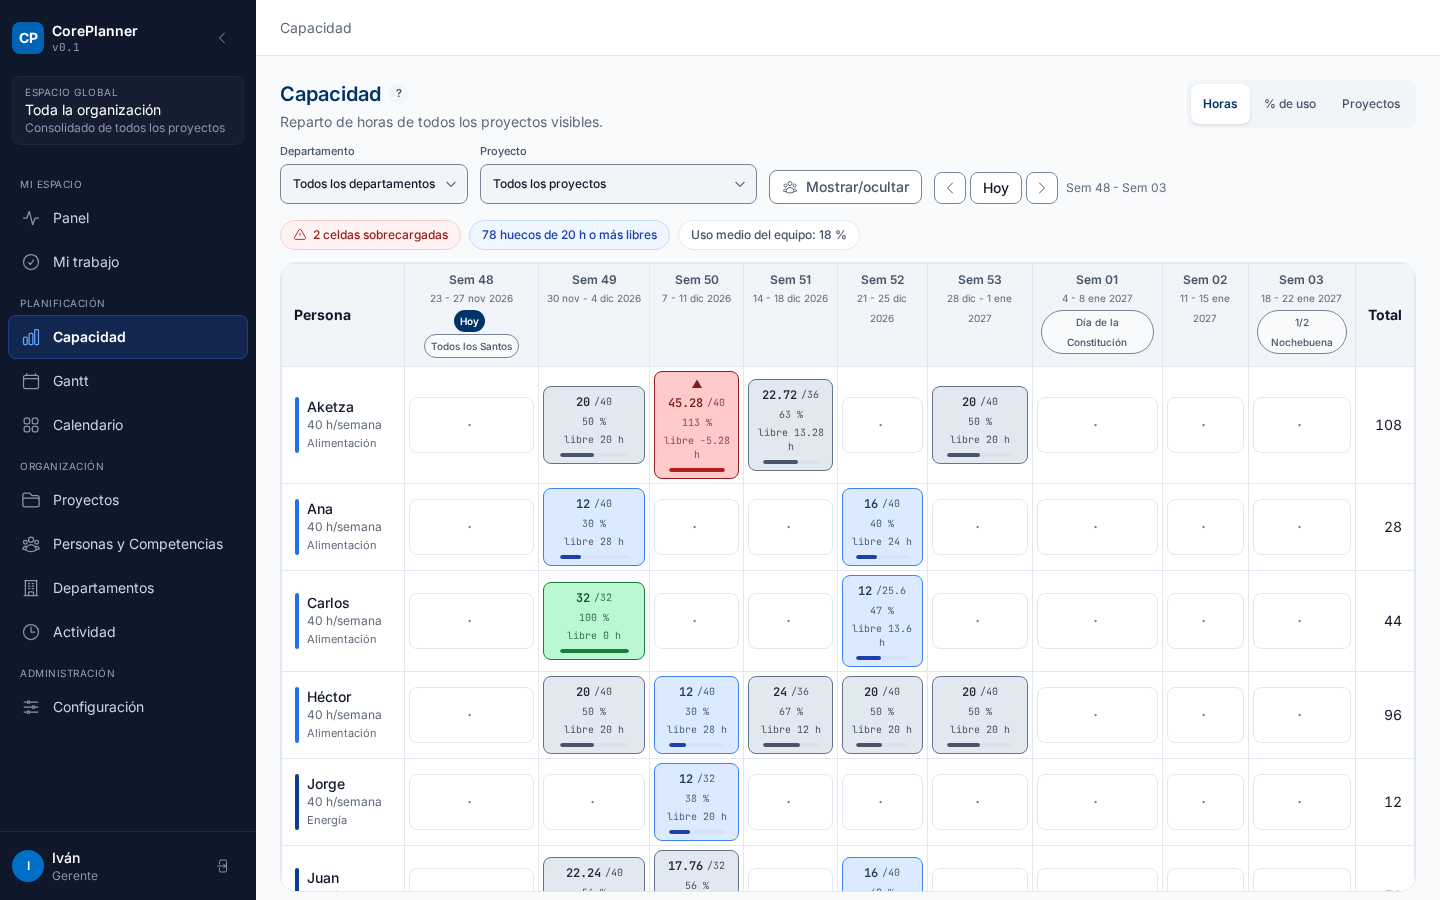 CP
CorePlanner
v0.1
ESPACIO GLOBAL
Toda la organización
Consolidado de todos los proyectos
MI ESPACIO
Panel
Mi trabajo
PLANIFICACIÓN
Capacidad
Gantt
Calendario
ORGANIZACIÓN
Proyectos
Personas y Competencias
Departamentos
Actividad
ADMINISTRACIÓN
Configuración
I
Iván
Gerente
Capacidad
Capacidad ?
Reparto de horas de todos los proyectos visibles.
Horas % de uso Proyectos
Departamento
Todos los departamentos
Proyecto
Todos los proyectos
Mostrar/ocultar
Hoy
Sem 48 - Sem 03
2 celdas sobrecargadas
78 huecos de 20 h o más libres
Uso medio del equipo: 18 %
Persona
Sem 48
23 - 27 nov 2026
Hoy
Todos los Santos
Sem 49
30 nov - 4 dic 2026
Sem 50
7 - 11 dic 2026
Sem 51
14 - 18 dic 2026
Sem 52
21 - 25 dic
2026
Sem 53
28 dic - 1 ene
2027
Sem 01
4 - 8 ene 2027
Día de la
Constitución
Sem 02
11 - 15 ene
2027
Sem 03
18 - 22 ene 2027
1/2
Nochebuena
Total
Aketza
40 h/semana
Alimentación
20 /40
50 %
libre 20 h
45.28 /40
113 %
libre -5.28
h
22.72 /36
63 %
libre 13.28
h
20 /40
50 %
libre 20 h
108
Ana
40 h/semana
Alimentación
12 /40
30 %
libre 28 h
16 /40
40 %
libre 24 h
28
Carlos
40 h/semana
Alimentación
32 /32
100 %
libre 0 h
12 /25.6
47 %
libre 13.6
h
44
Héctor
40 h/semana
Alimentación
20 /40
50 %
libre 20 h
12 /40
30 %
libre 28 h
24 /36
67 %
libre 12 h
20 /40
50 %
libre 20 h
20 /40
50 %
libre 20 h
96
Jorge
40 h/semana
Energía
12 /32
38 %
libre 20 h
12
Juan
22.24 /40
17.76 /32
56 %
16 /40